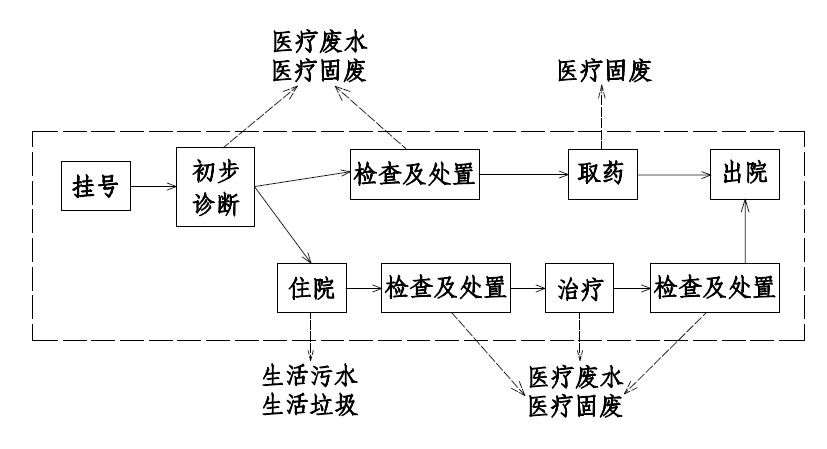 医疗废水
医疗固废
医疗固废
挂号
初步
诊断
检查及处置
取药
出院
住院
检查及处置
治疗
检查及处置
生活污水
生活垃圾
医疗废水
医疗固废